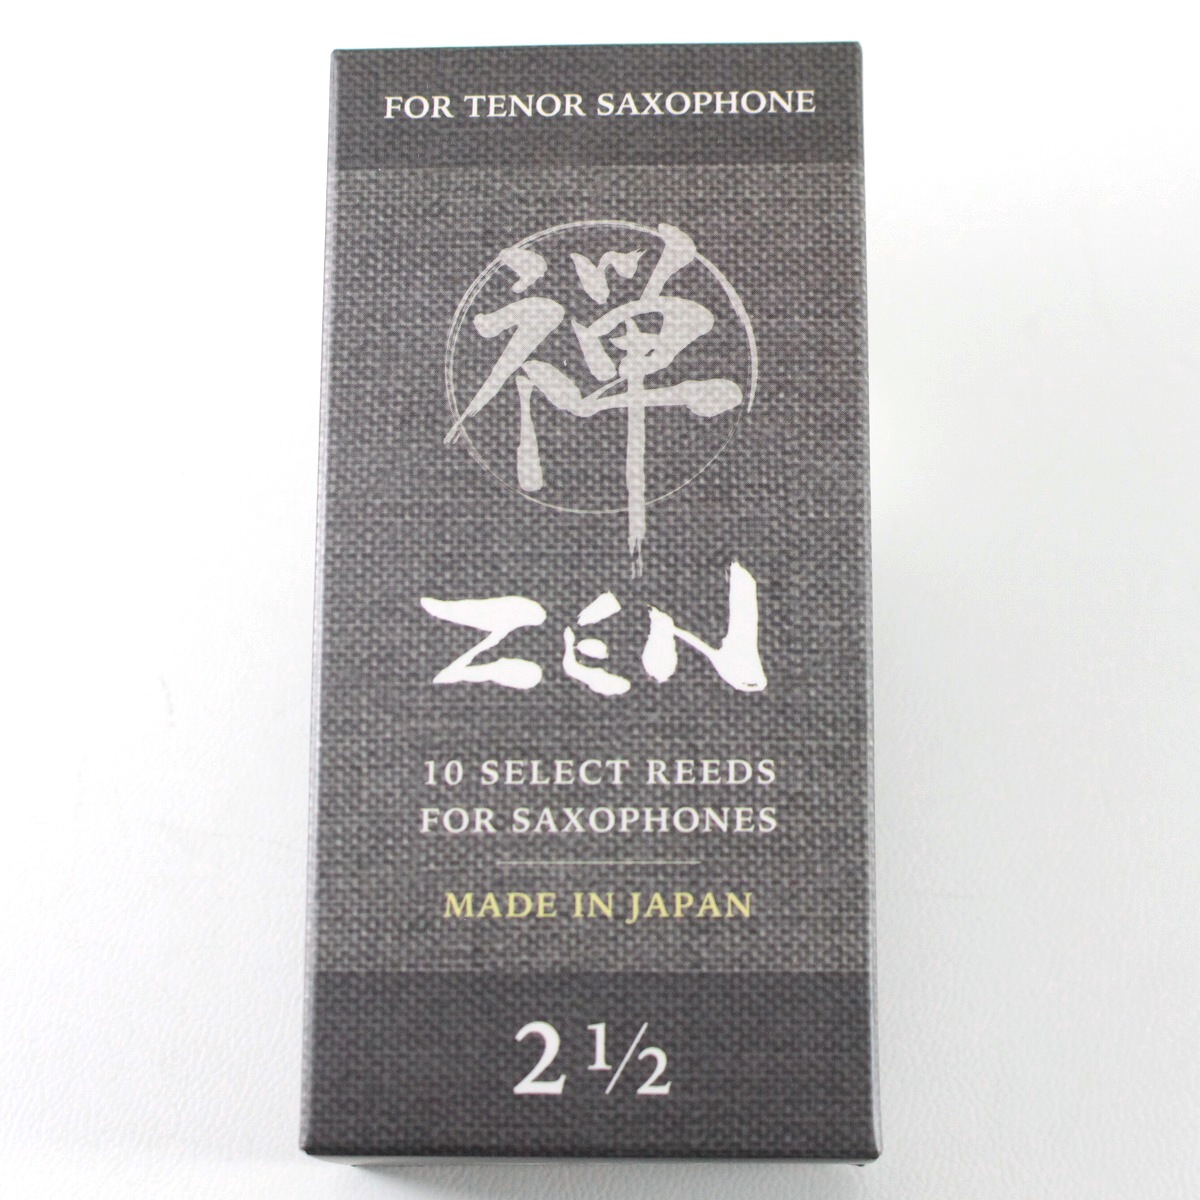 FOR TENOR SAXOPHONE
禅
ZEN
10 SELECT REEDS
FOR SAXOPHONES
MADE IN JAPAN
2 1/2